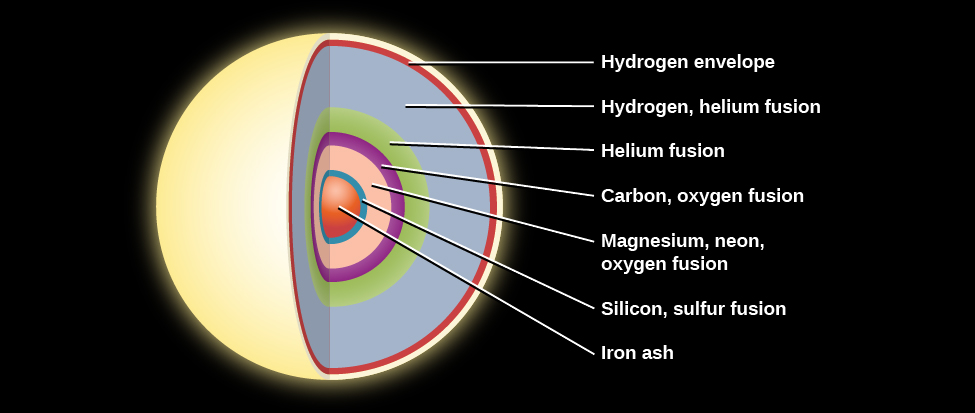 Hydrogen envelope
Hydrogen, helium fusion
Helium fusion
Carbon, oxygen fusion
Magnesium, neon,
oxygen fusion
Silicon, sulfur fusion
Iron ash